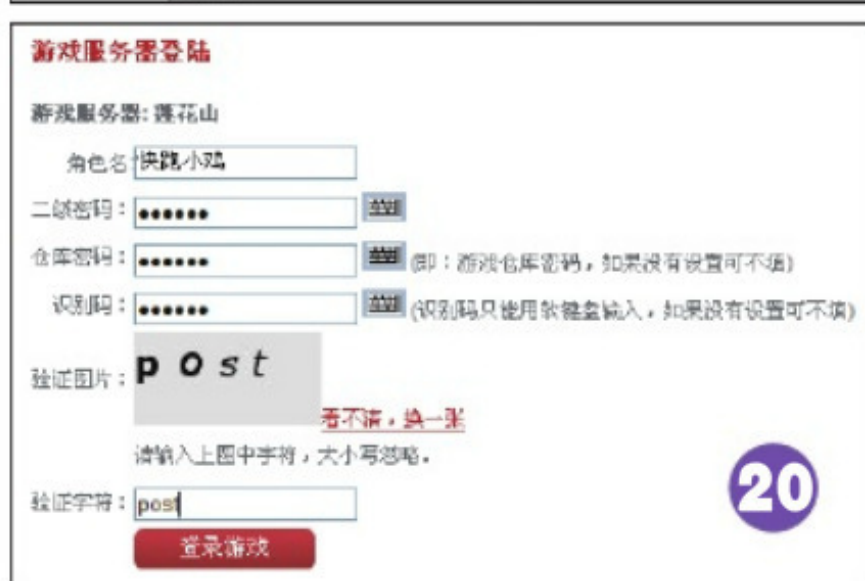 游戏服务器登陆
游戏服务器: 莲花山
角色名 快跑小鸡
二级密码: ●●●●●●
仓库密码: ●●●●●● (即:游戏仓库密码,如果没有设置可不填)
识别码: ●●●●●● (识别码只能用软键盘输入,如果没有设置可不填)
验证图片: post
看不清,换一张
请输入上图中字符,大小写忽略。
验证字符: post
登录游戏
20